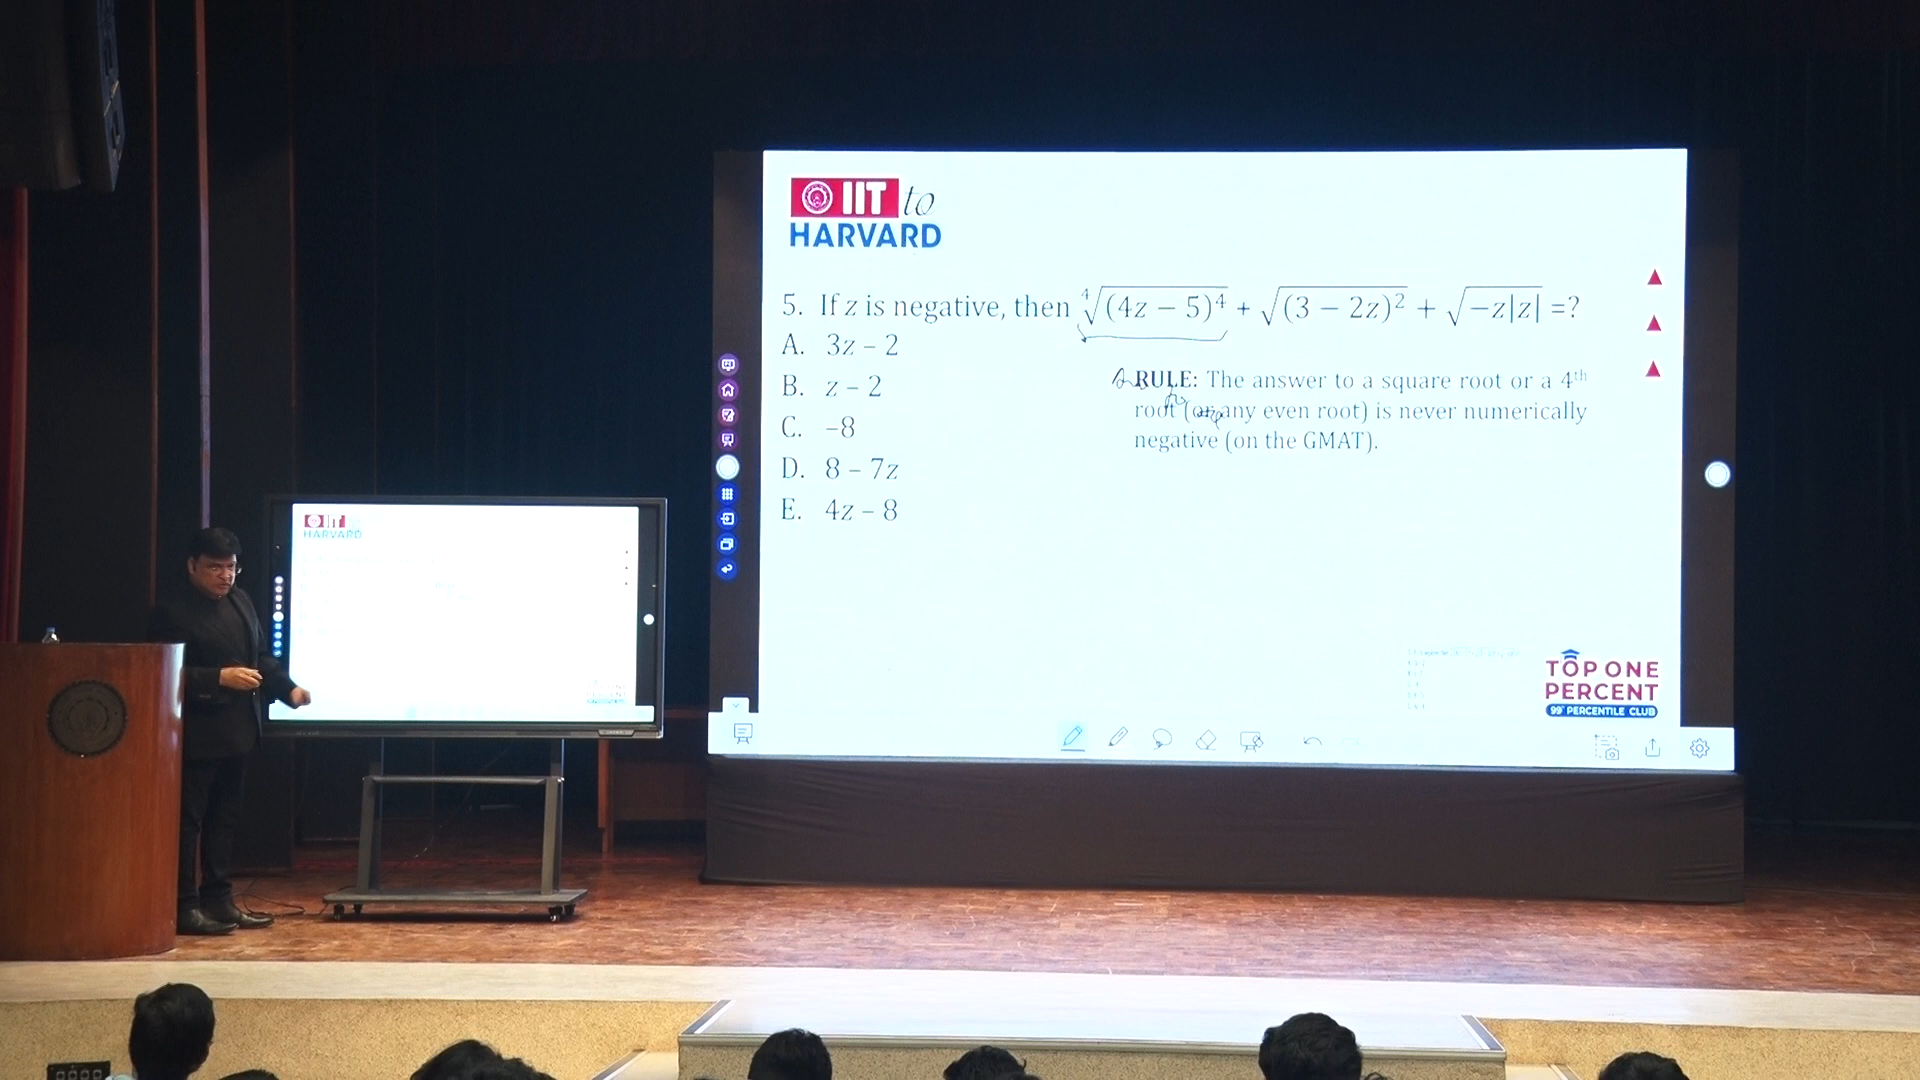 IIT to
HARVARD
5. If z is negative, then ∜(4z – 5)⁴ + √(3 – 2z)² + √–z|z| =?
A. 3z – 2
B. z – 2
C. –8
D. 8 – 7z
E. 4z – 8
RULE: The answer to a square root or a 4th
root (or any even root) is never numerically
negative (on the GMAT).
TOP ONE
PERCENT
99° PERCENTILE CLUB
IIT
HARVARD